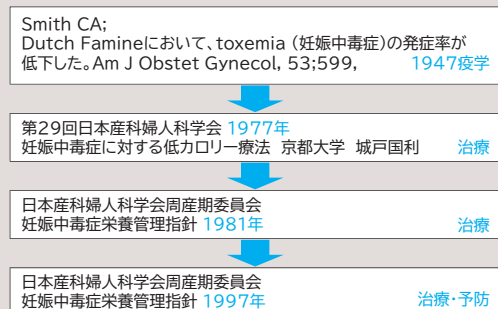 Smith CA;
Dutch Famineにおいて、toxemia (妊娠中毒症)の発症率が
低下した。Am J Obstet Gynecol, 53;599, 1947疫学
第29回日本産科婦人科学会 1977年
妊娠中毒症に対する低カロリー療法 京都大学 城戸国利 治療
日本産科婦人科学会周産期委員会
妊娠中毒症栄養管理指針 1981年 治療
日本産科婦人科学会周産期委員会
妊娠中毒症栄養管理指針 1997年 治療・予防